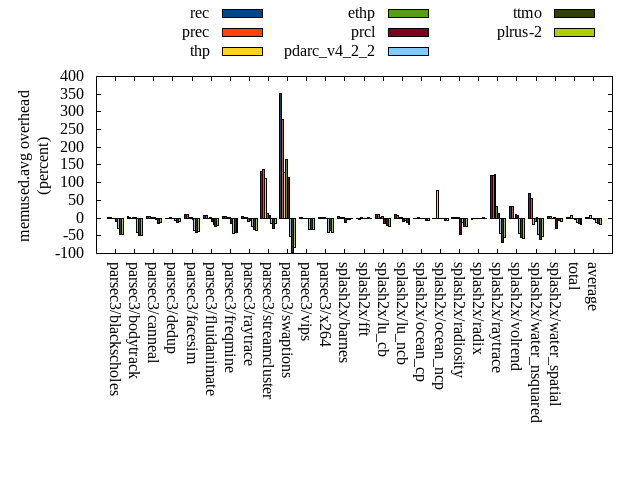 rec ethp ttmo
prec prcl plrus-2
thp pdarc_v4_2_2
memused.avg overhead
(percent)
400
350
300
250
200
150
100
50
0
-50
-100
parsec3/blackscholes
parsec3/bodytrack
parsec3/canneal
parsec3/dedup
parsec3/facesim
parsec3/fluidanimate
parsec3/freqmine
parsec3/raytrace
parsec3/streamcluster
parsec3/swaptions
parsec3/vips
parsec3/x264
splash2x/barnes
splash2x/fft
splash2x/lu_cb
splash2x/lu_ncb
splash2x/ocean_cp
splash2x/ocean_ncp
splash2x/radiosity
splash2x/radix
splash2x/raytrace
splash2x/volrend
splash2x/water_nsquared
splash2x/water_spatial
total
average